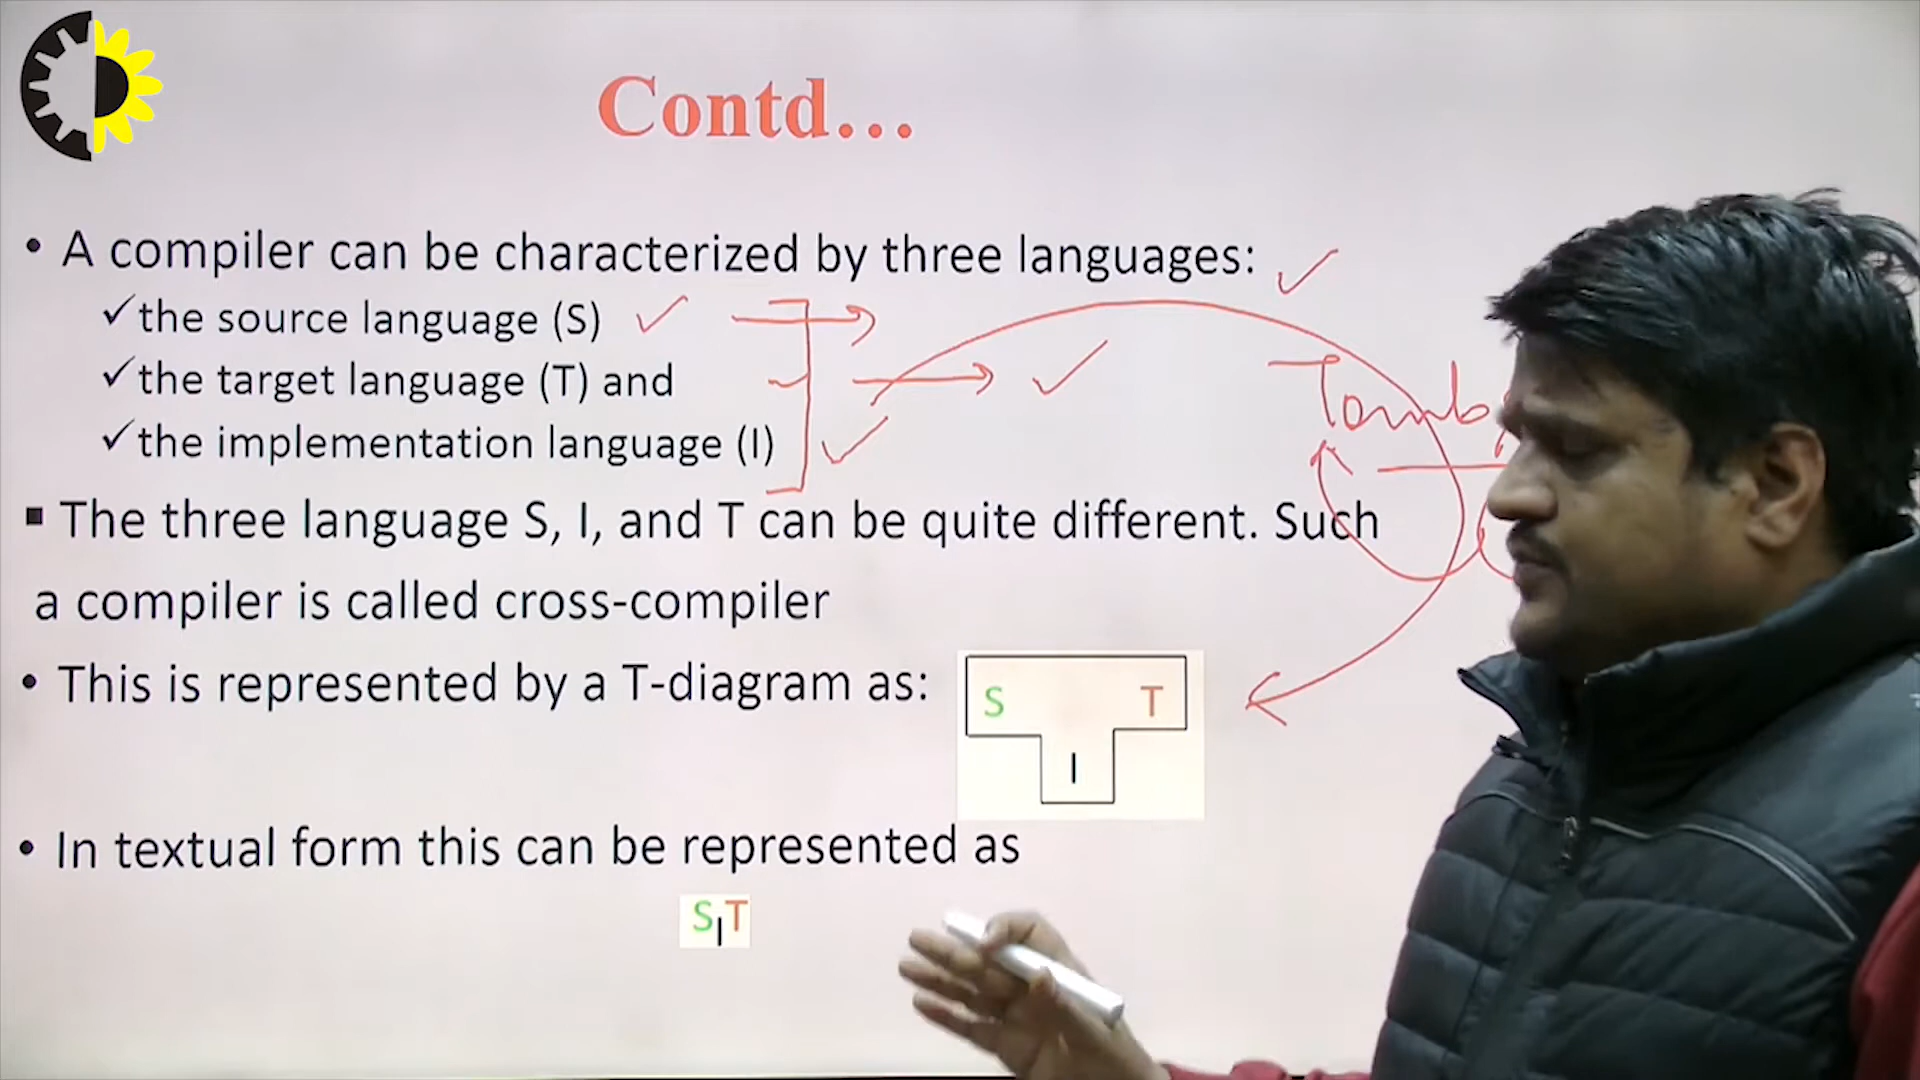 Contd...
• A compiler can be characterized by three languages:
✓the source language (S)
✓the target language (T) and
✓the implementation language (I)
▪ The three language S, I, and T can be quite different. Such
a compiler is called cross-compiler
• This is represented by a T-diagram as:
S T
I
• In textual form this can be represented as
SIT